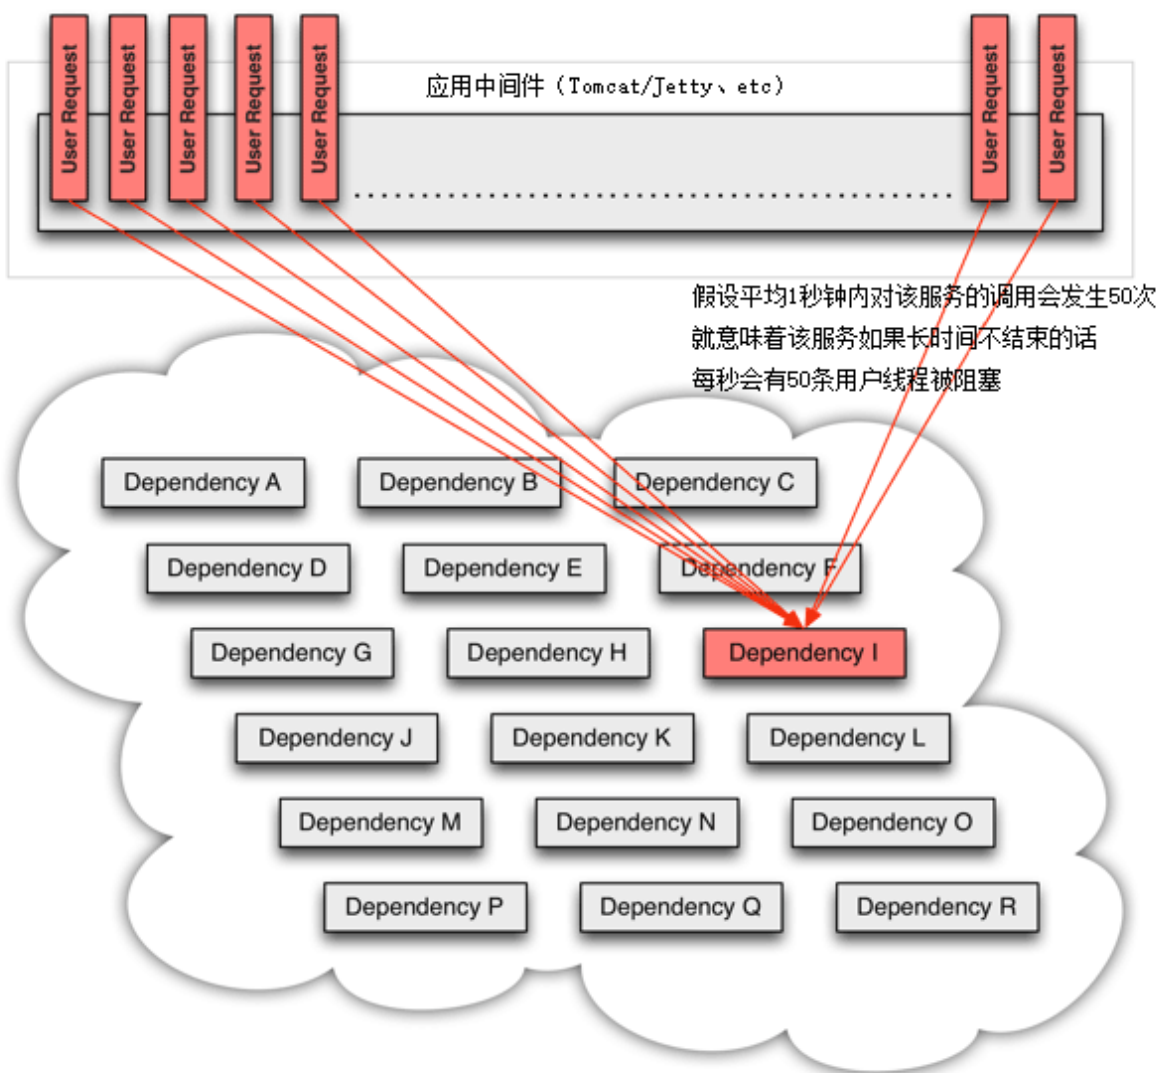 User Request
User Request
User Request
User Request
User Request
User Request
User Request
应用中间件（Tomcat/Jetty、etc）
假设平均1秒钟内对该服务的调用会发生50次
就意味着该服务如果长时间不结束的话
每秒会有50条用户线程被阻塞
Dependency A
Dependency B
Dependency C
Dependency D
Dependency E
Dependency F
Dependency G
Dependency H
Dependency I
Dependency J
Dependency K
Dependency L
Dependency M
Dependency N
Dependency O
Dependency P
Dependency Q
Dependency R